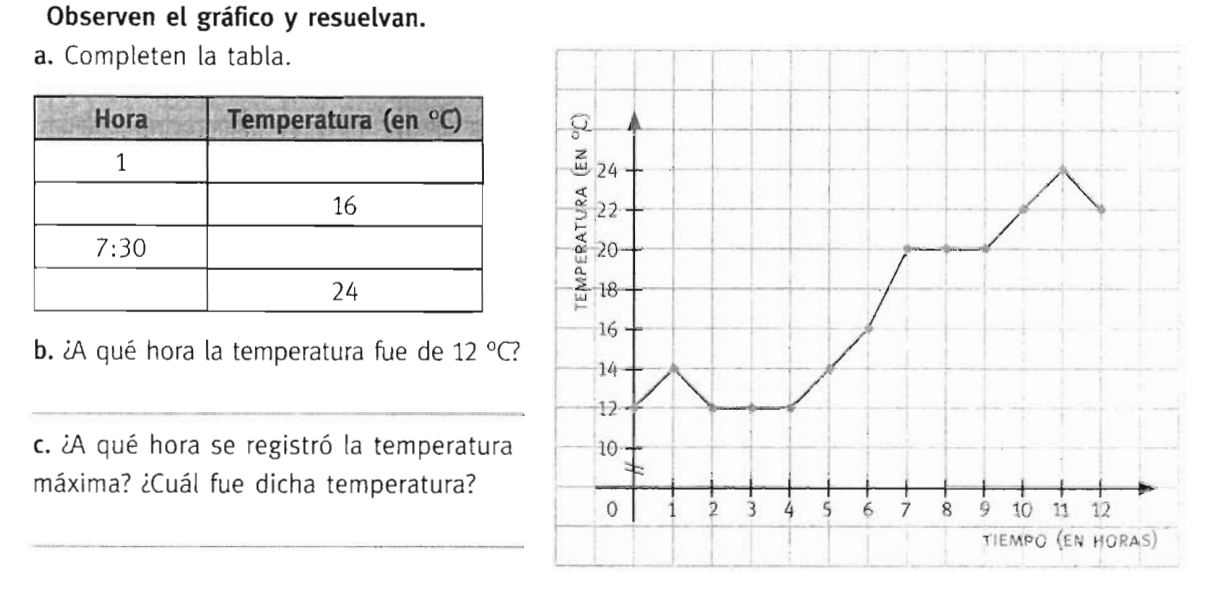 Observen el gráfico y resuelvan.
a. Completen la tabla.
Hora Temperatura (en ºC)
1
16
7:30
24
b. ¿A qué hora la temperatura fue de 12 ºC?
c. ¿A qué hora se registró la temperatura
máxima? ¿Cuál fue dicha temperatura?
TEMPERATURA (EN ºC)
24
22
20
18
16
14
12
10
0 1 2 3 4 5 6 7 8 9 10 11 12
TIEMPO (EN HORAS)